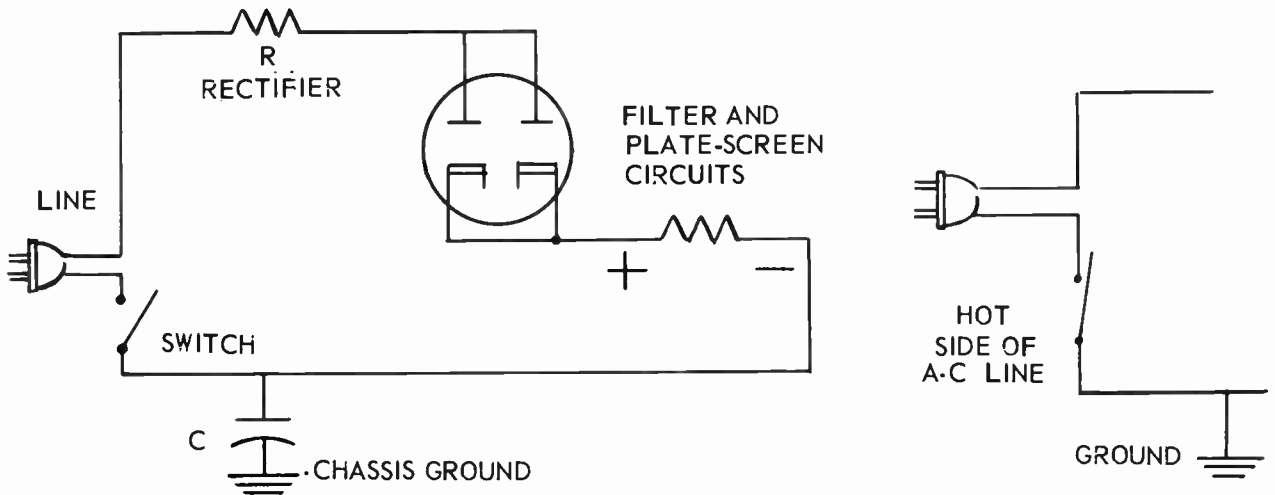 R
RECTIFIER
FILTER AND
PLATE-SCREEN
CIRCUITS
LINE
+
—
SWITCH
C
CHASSIS GROUND
HOT
SIDE OF
A-C LINE
GROUND